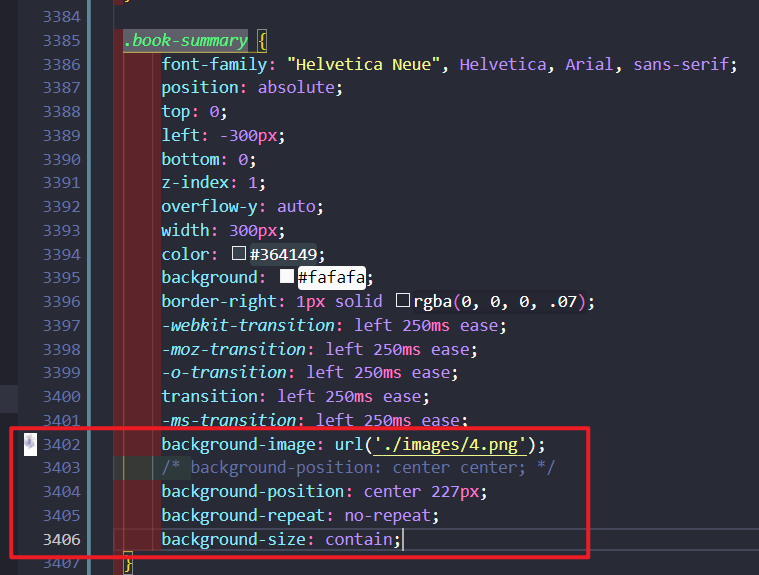 3384
3385 .book-summary {
3386 font-family: "Helvetica Neue", Helvetica, Arial, sans-serif;
3387 position: absolute;
3388 top: 0;
3389 left: -300px;
3390 bottom: 0;
3391 z-index: 1;
3392 overflow-y: auto;
3393 width: 300px;
3394 color: #364149;
3395 background: #fafafa;
3396 border-right: 1px solid rgba(0, 0, 0, .07);
3397 -webkit-transition: left 250ms ease;
3398 -moz-transition: left 250ms ease;
3399 -o-transition: left 250ms ease;
3400 transition: left 250ms ease;
3401 -ms-transition: left 250ms ease;
3402 background-image: url('./images/4.png');
3403 /* background-position: center center; */
3404 background-position: center 227px;
3405 background-repeat: no-repeat;
3406 background-size: contain;
3407 }